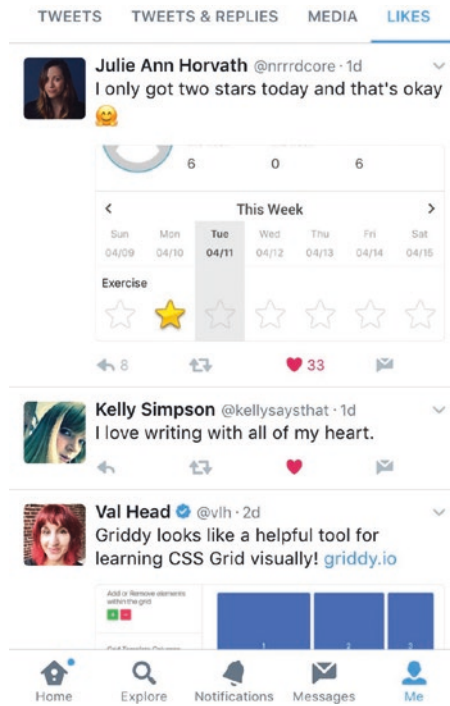 TWEETS TWEETS & REPLIES MEDIA LIKES
Julie Ann Horvath @nrrrdcore · 1d
I only got two stars today and that's okay
🤗
6 0 6
< This Week >
Sun Mon Tue Wed Thu Fri Sat
04/09 04/10 04/11 04/12 04/13 04/14 04/15
Exercise
8 33
Kelly Simpson @kellysaysthat · 1d
I love writing with all of my heart.
Val Head @vlh · 2d
Griddy looks like a helpful tool for
learning CSS Grid visually! griddy.io
Add or Remove elements
within the grid
+ -
1 2 3
Home Explore Notifications Messages Me